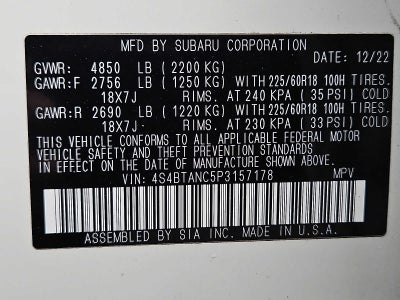 MFD BY SUBARU CORPORATION
DATE: 12/22
GVWR: 4850 LB (2200 KG)
GAWR:F 2756 LB (1250 KG) WITH 225/60R18 100H TIRES.
18X7J RIMS. AT 240 KPA (35 PSI) COLD
GAWR:R 2690 LB (1220 KG) WITH 225/60R18 100H TIRES.
18X7J RIMS. AT 230 KPA (33 PSI) COLD
THIS VEHICLE CONFORMS TO ALL APPLICABLE FEDERAL MOTOR
VEHICLE SAFETY AND THEFT PREVENTION STANDARDS
IN EFFECT ON THE DATE OF MANUFACTURE SHOWN ABOVE.
VIN: 4S4BTANC5P3157178 MPV
ASSEMBLED BY SIA INC. MADE IN U.S.A.